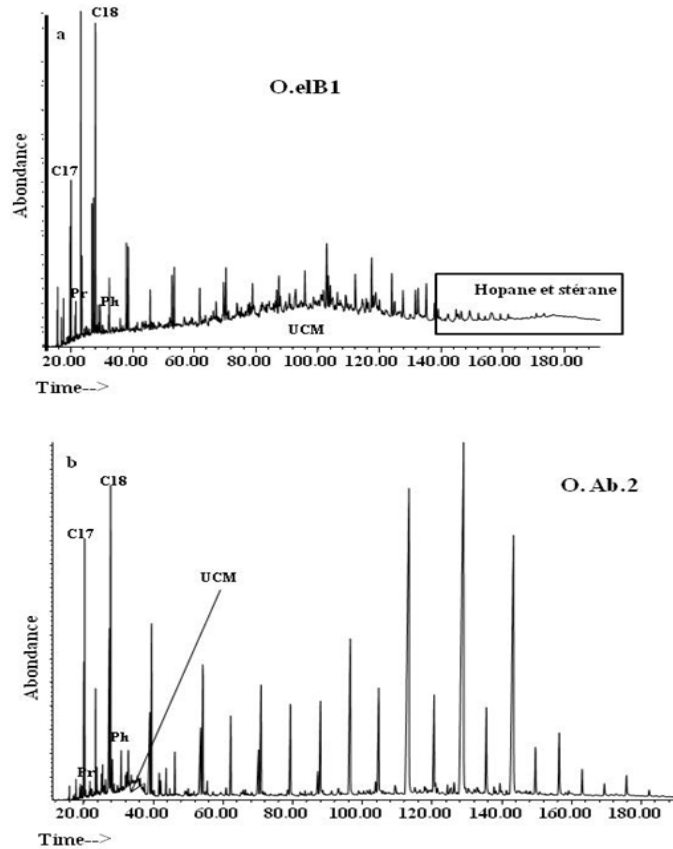 a
C18
O.elB1
C17
Abondance
Pr
Ph
UCM
Hopane et stérane
20.00 40.00 60.00 80.00 100.00 120.00 140.00 160.00 180.00
Time-->
b
C18
O. Ab.2
C17
UCM
Abondance
Ph
Pr
20.00 40.00 60.00 80.00 100.00 120.00 140.00 160.00 180.00
Time-->